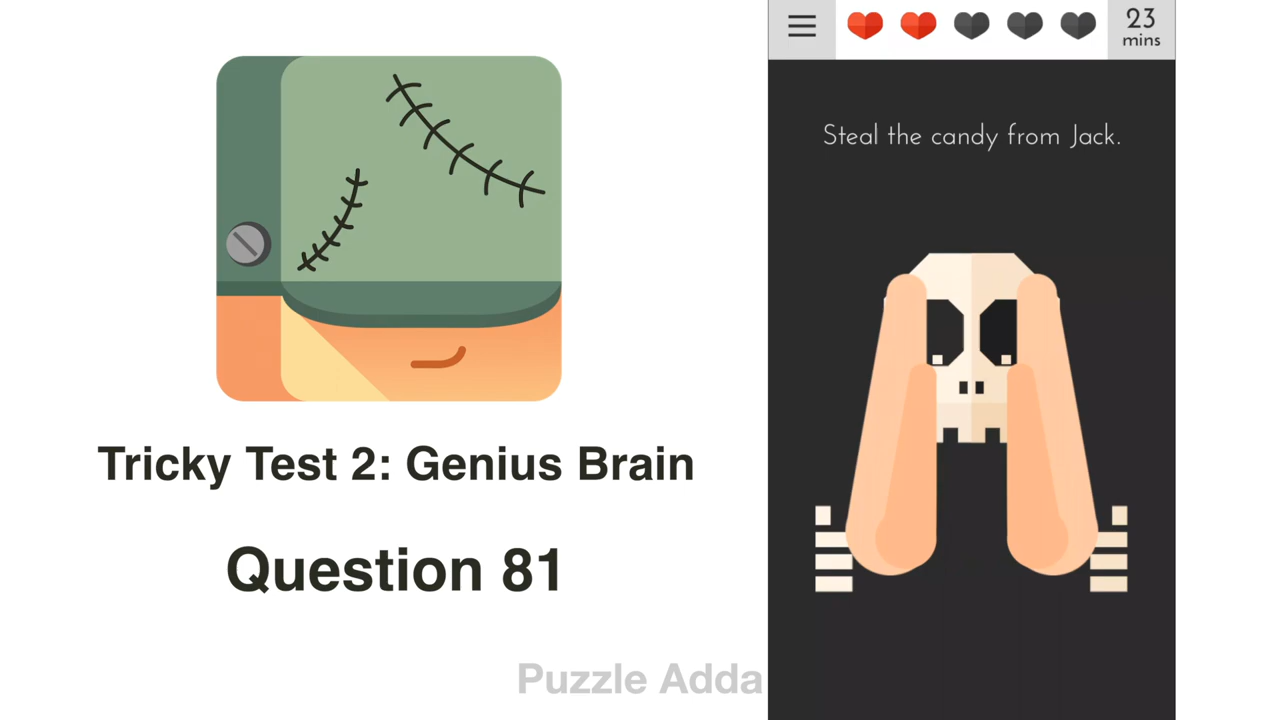 23
mins
Steal the candy from Jack.
Tricky Test 2: Genius Brain
Question 81
Puzzle Adda